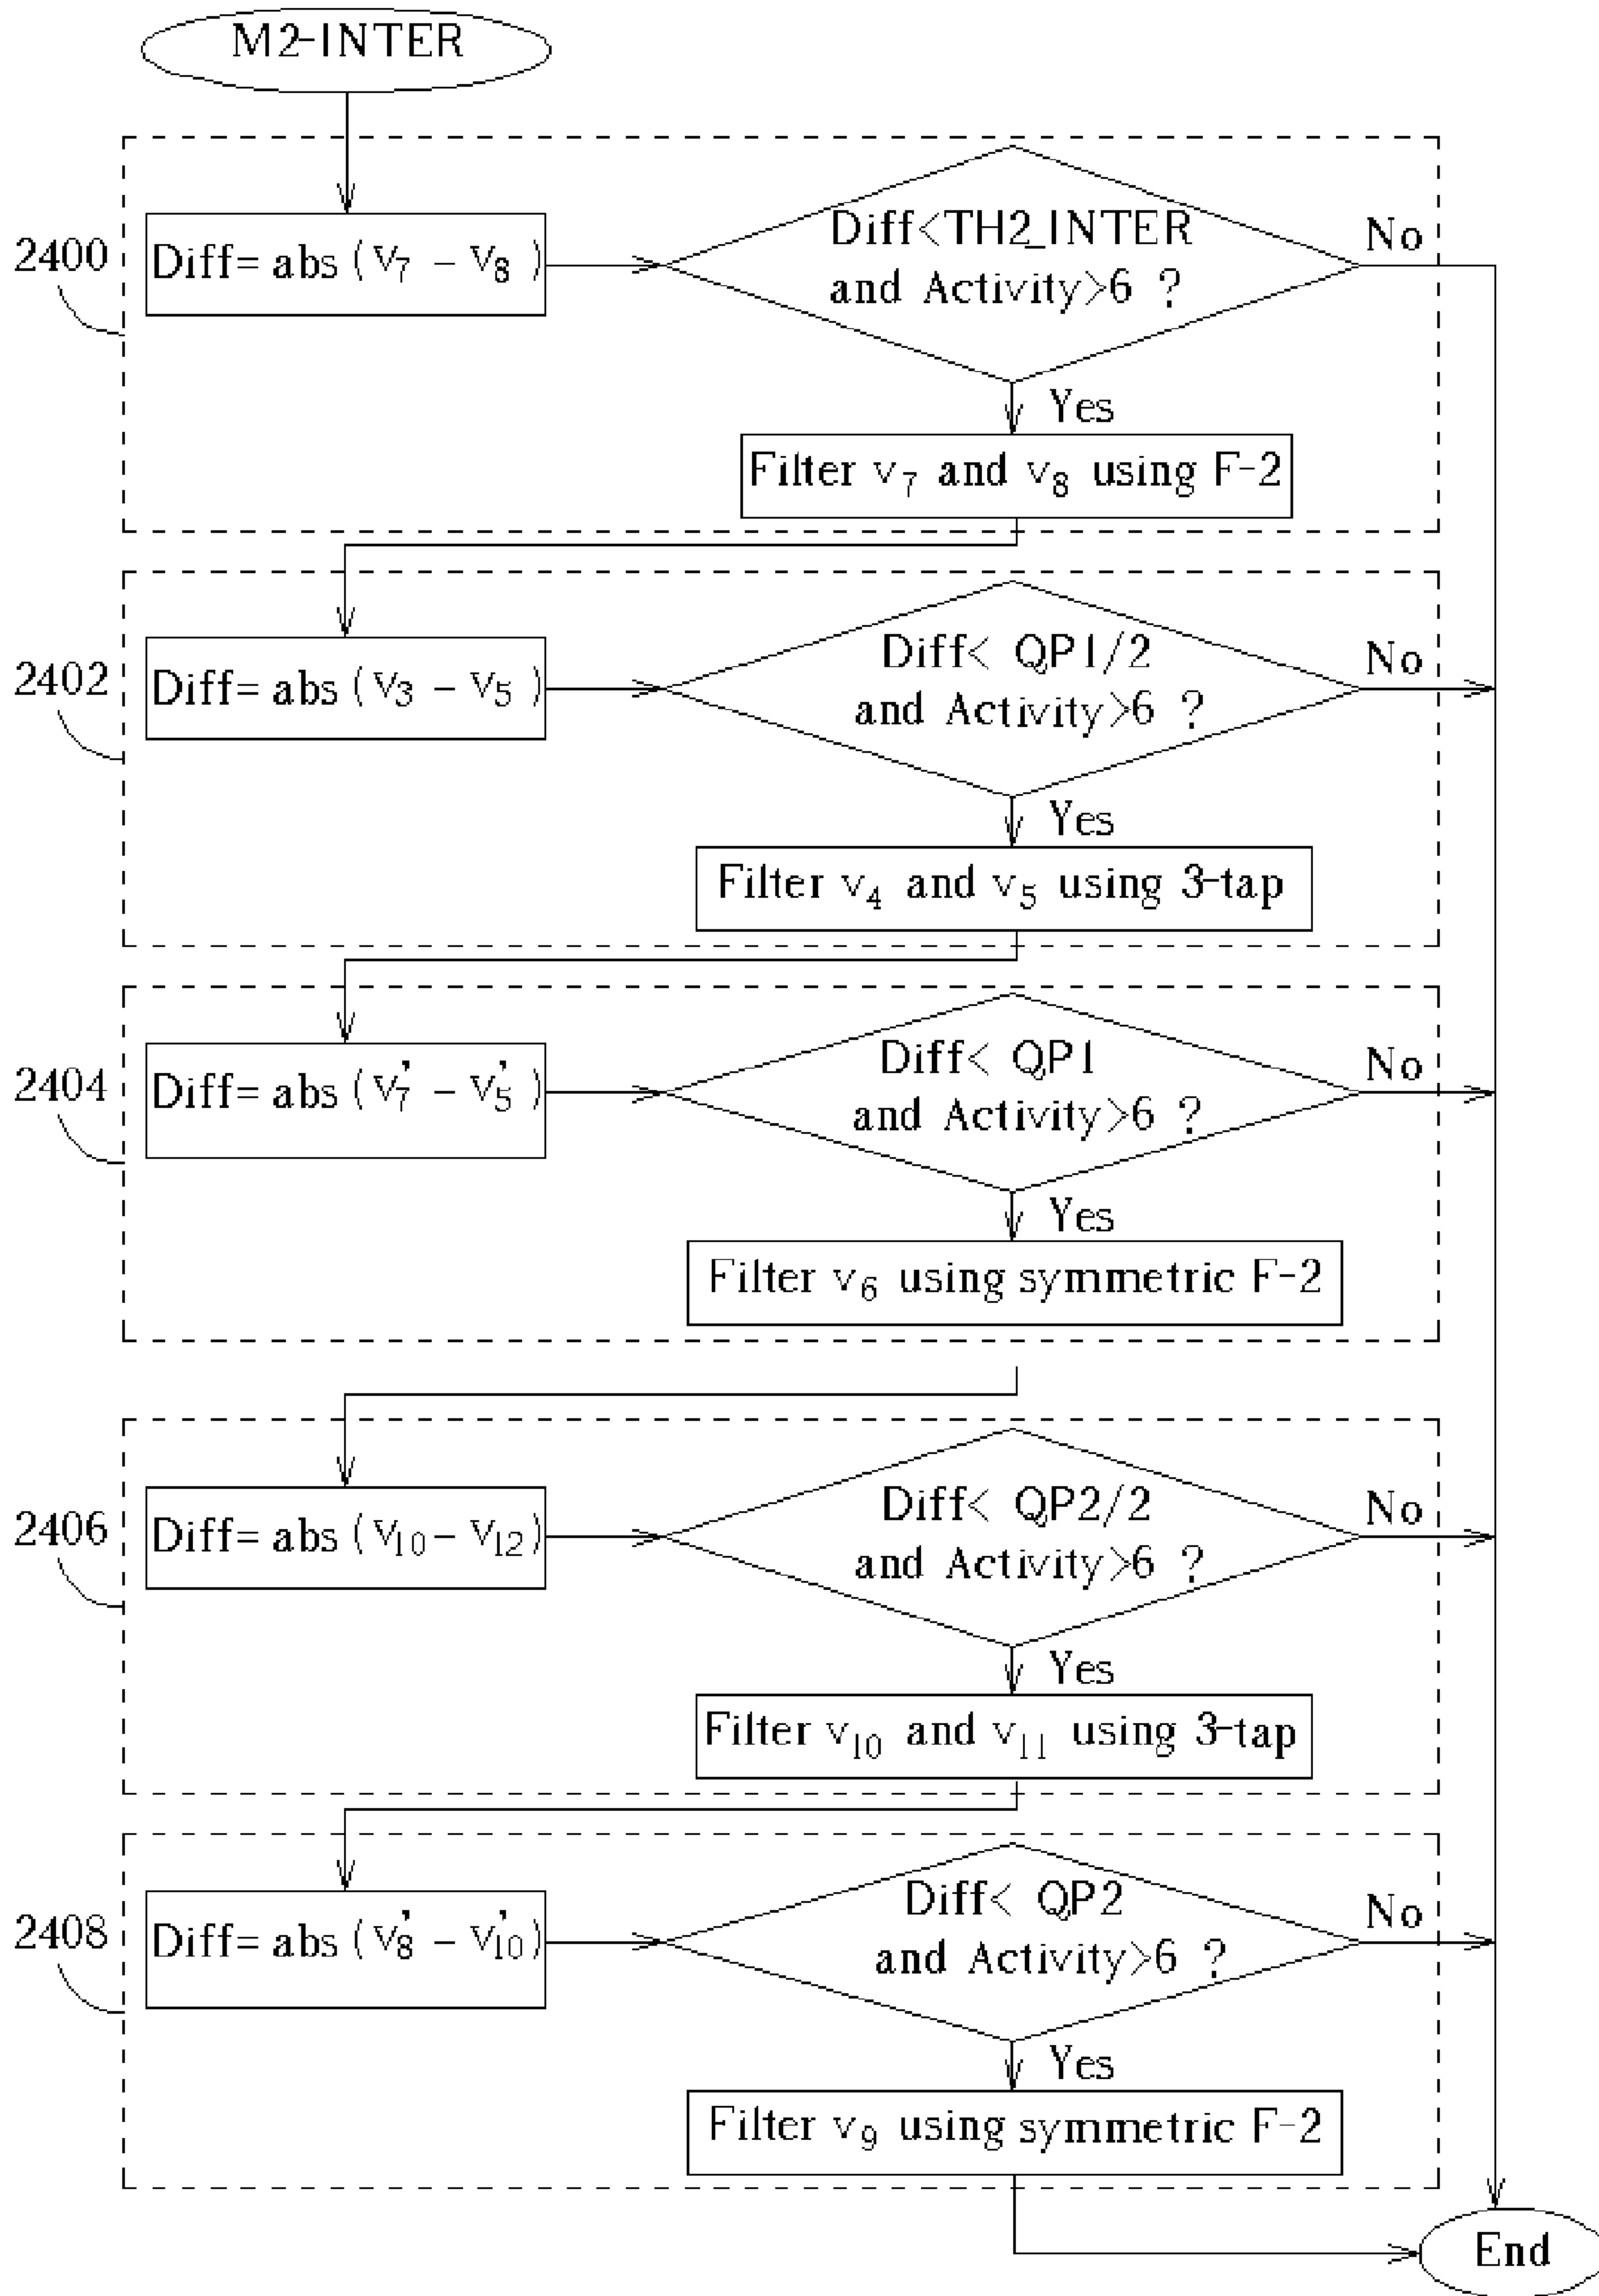 M2-INTER
2400
Diff= abs (V₇ - V₈ )
Diff<TH2_INTER
and Activity>6 ?
No
Yes
Filter v₇ and v₈ using F-2
2402
Diff= abs (V₃ - V₅ )
Diff< QP1/2
and Activity>6 ?
No
Yes
Filter v₄ and v₅ using 3-tap
2404
Diff= abs (V₇' - V₅' )
Diff< QP1
and Activity>6 ?
No
Yes
Filter v₆ using symmetric F-2
2406
Diff= abs (V₁₀ - V₁₂ )
Diff< QP2/2
and Activity>6 ?
No
Yes
Filter v₁₀ and v₁₁ using 3-tap
2408
Diff= abs (V₈' - V₁₀' )
Diff< QP2
and Activity>6 ?
No
Yes
Filter v₉ using symmetric F-2
End